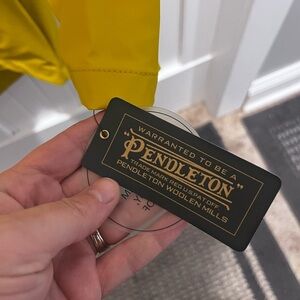 WARRANTED TO BE A
"PENDLETON"
TRADE MARK REG U.S. PAT OFF
PENDLETON WOOLEN MILLS